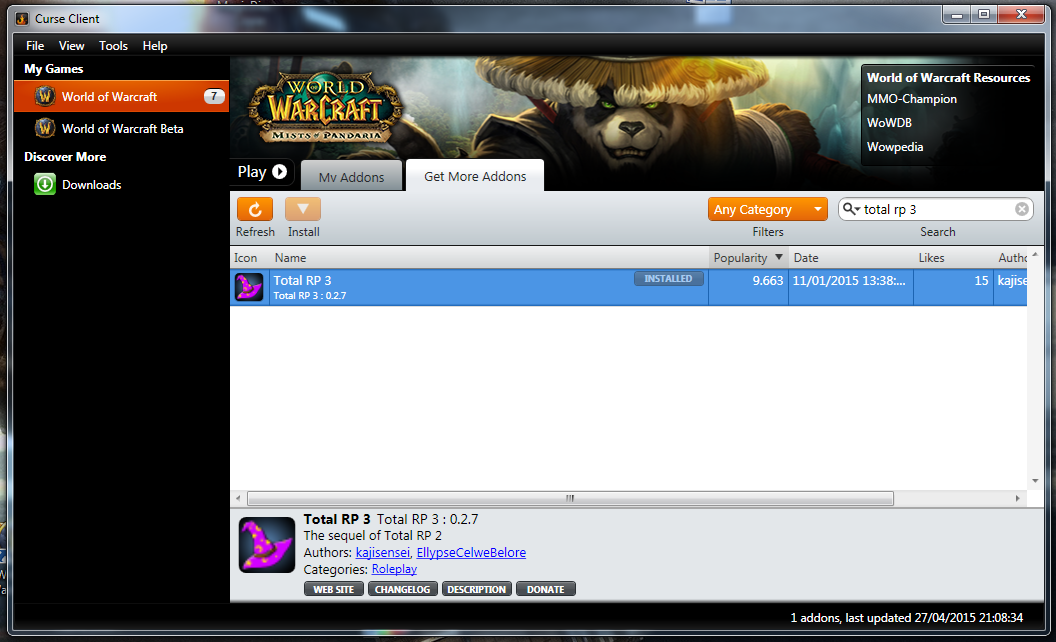 Curse Client
File View Tools Help
My Games
World of Warcraft 7
World of Warcraft Beta
Discover More
Downloads
WORLD
OF
WARCRAFT
MISTS OF PANDARIA
World of Warcraft Resources
MMO-Champion
WoWDB
Wowpedia
Play My Addons Get More Addons
Any Category total rp 3
Refresh Install Filters Search
Icon Name Popularity Date Likes Autho
Total RP 3 INSTALLED 9.663 11/01/2015 13:38:... 15 kajise
Total RP 3 : 0.2.7
Total RP 3 Total RP 3 : 0.2.7
The sequel of Total RP 2
Authors: kajisensei, EllypseCelweBelore
Categories: Roleplay
WEB SITE CHANGELOG DESCRIPTION DONATE
1 addons, last updated 27/04/2015 21:08:34